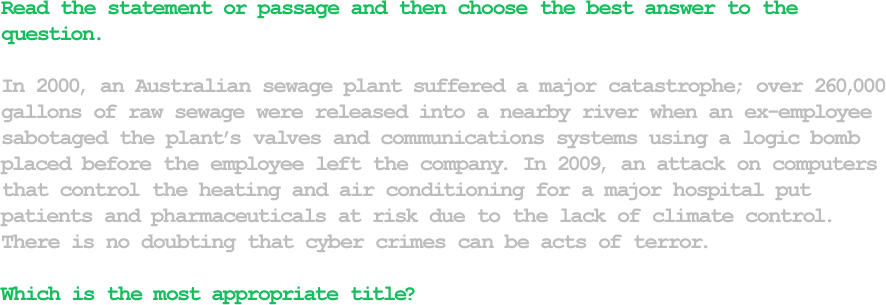 Read the statement or passage and then choose the best answer to the
question.
In 2000, an Australian sewage plant suffered a major catastrophe; over 260,000
gallons of raw sewage were released into a nearby river when an ex-employee
sabotaged the plant's valves and communications systems using a logic bomb
placed before the employee left the company. In 2009, an attack on computers
that control the heating and air conditioning for a major hospital put
patients and pharmaceuticals at risk due to the lack of climate control.
There is no doubting that cyber crimes can be acts of terror.
Which is the most appropriate title?